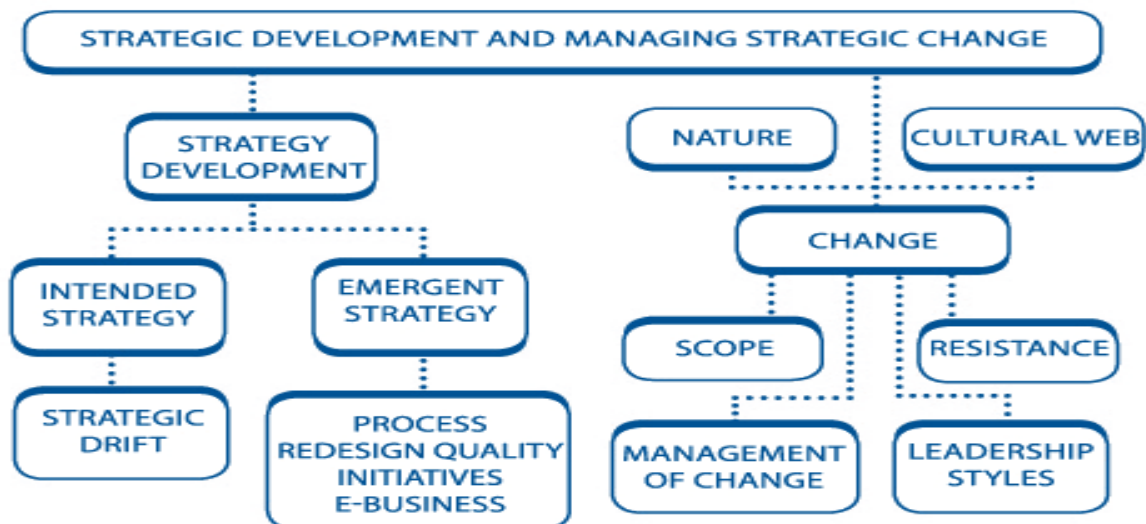 STRATEGIC DEVELOPMENT AND MANAGING STRATEGIC CHANGE
STRATEGY
DEVELOPMENT
NATURE
CULTURAL WEB
CHANGE
INTENDED
STRATEGY
EMERGENT
STRATEGY
SCOPE
RESISTANCE
STRATEGIC
DRIFT
PROCESS
REDESIGN QUALITY
INITIATIVES
E-BUSINESS
MANAGEMENT
OF CHANGE
LEADERSHIP
STYLES